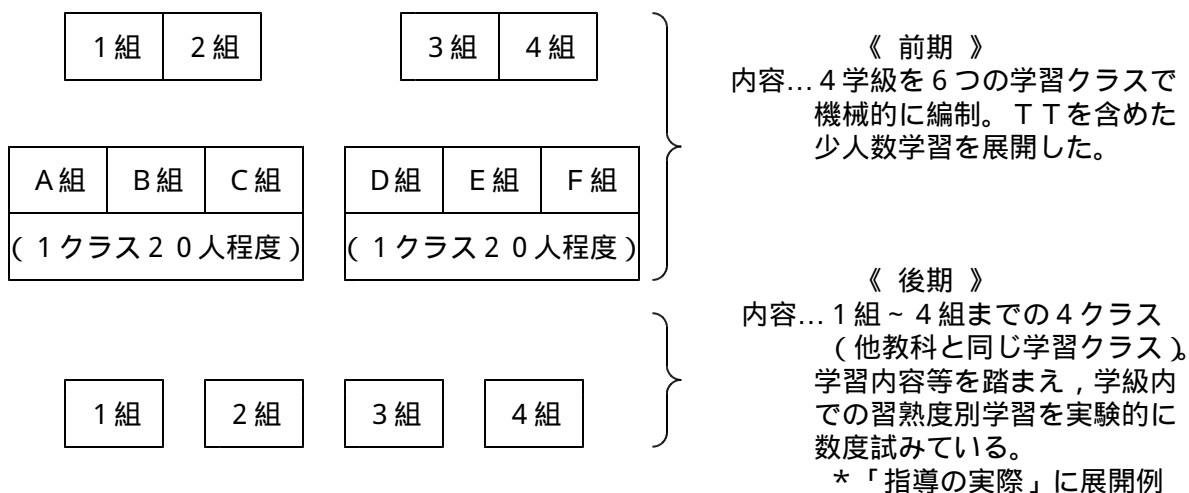 1組 2組 3組 4組
《 前期 》
内容…4学級を6つの学習クラスで
機械的に編制。TTを含めた
少人数学習を展開した。
A組 B組 C組 D組 E組 F組
(1クラス20人程度) (1クラス20人程度)
《 後期 》
内容…1組~4組までの4クラス
(他教科と同じ学習クラス)。
学習内容等を踏まえ,学級内
での習熟度別学習を実験的に
数度試みている。
1組 2組 3組 4組
*「指導の実際」に展開例